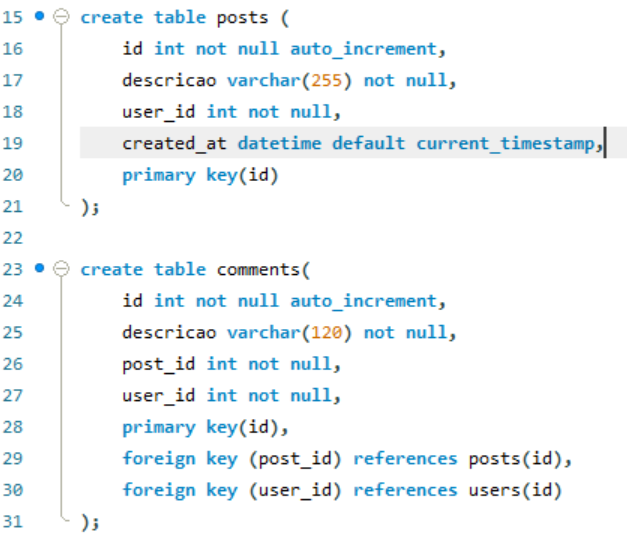 15 create table posts (
16 id int not null auto_increment,
17 descricao varchar(255) not null,
18 user_id int not null,
19 created_at datetime default current_timestamp,
20 primary key(id)
21 );
22
23 create table comments(
24 id int not null auto_increment,
25 descricao varchar(120) not null,
26 post_id int not null,
27 user_id int not null,
28 primary key(id),
29 foreign key (post_id) references posts(id),
30 foreign key (user_id) references users(id)
31 );